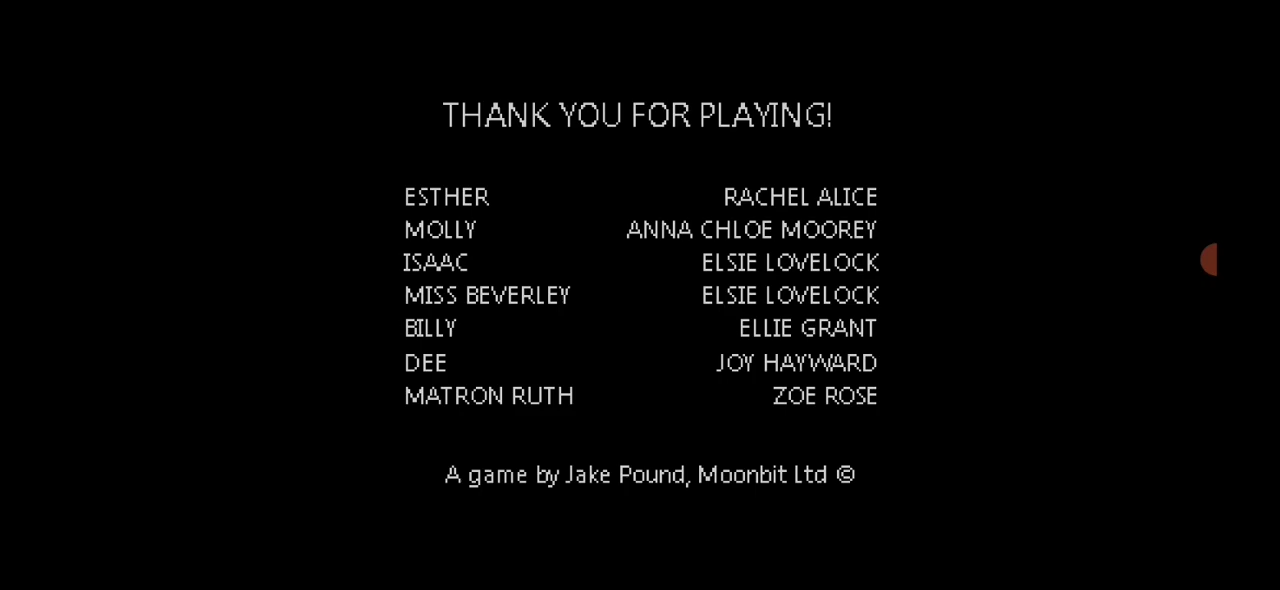 THANK YOU FOR PLAYING!
ESTHER RACHEL ALICE
MOLLY ANNA CHLOE MOOREY
ISAAC ELSIE LOVELOCK
MISS BEVERLEY ELSIE LOVELOCK
BILLY ELLIE GRANT
DEE JOY HAYWARD
MATRON RUTH ZOE ROSE
A game by Jake Pound, Moonbit Ltd ©